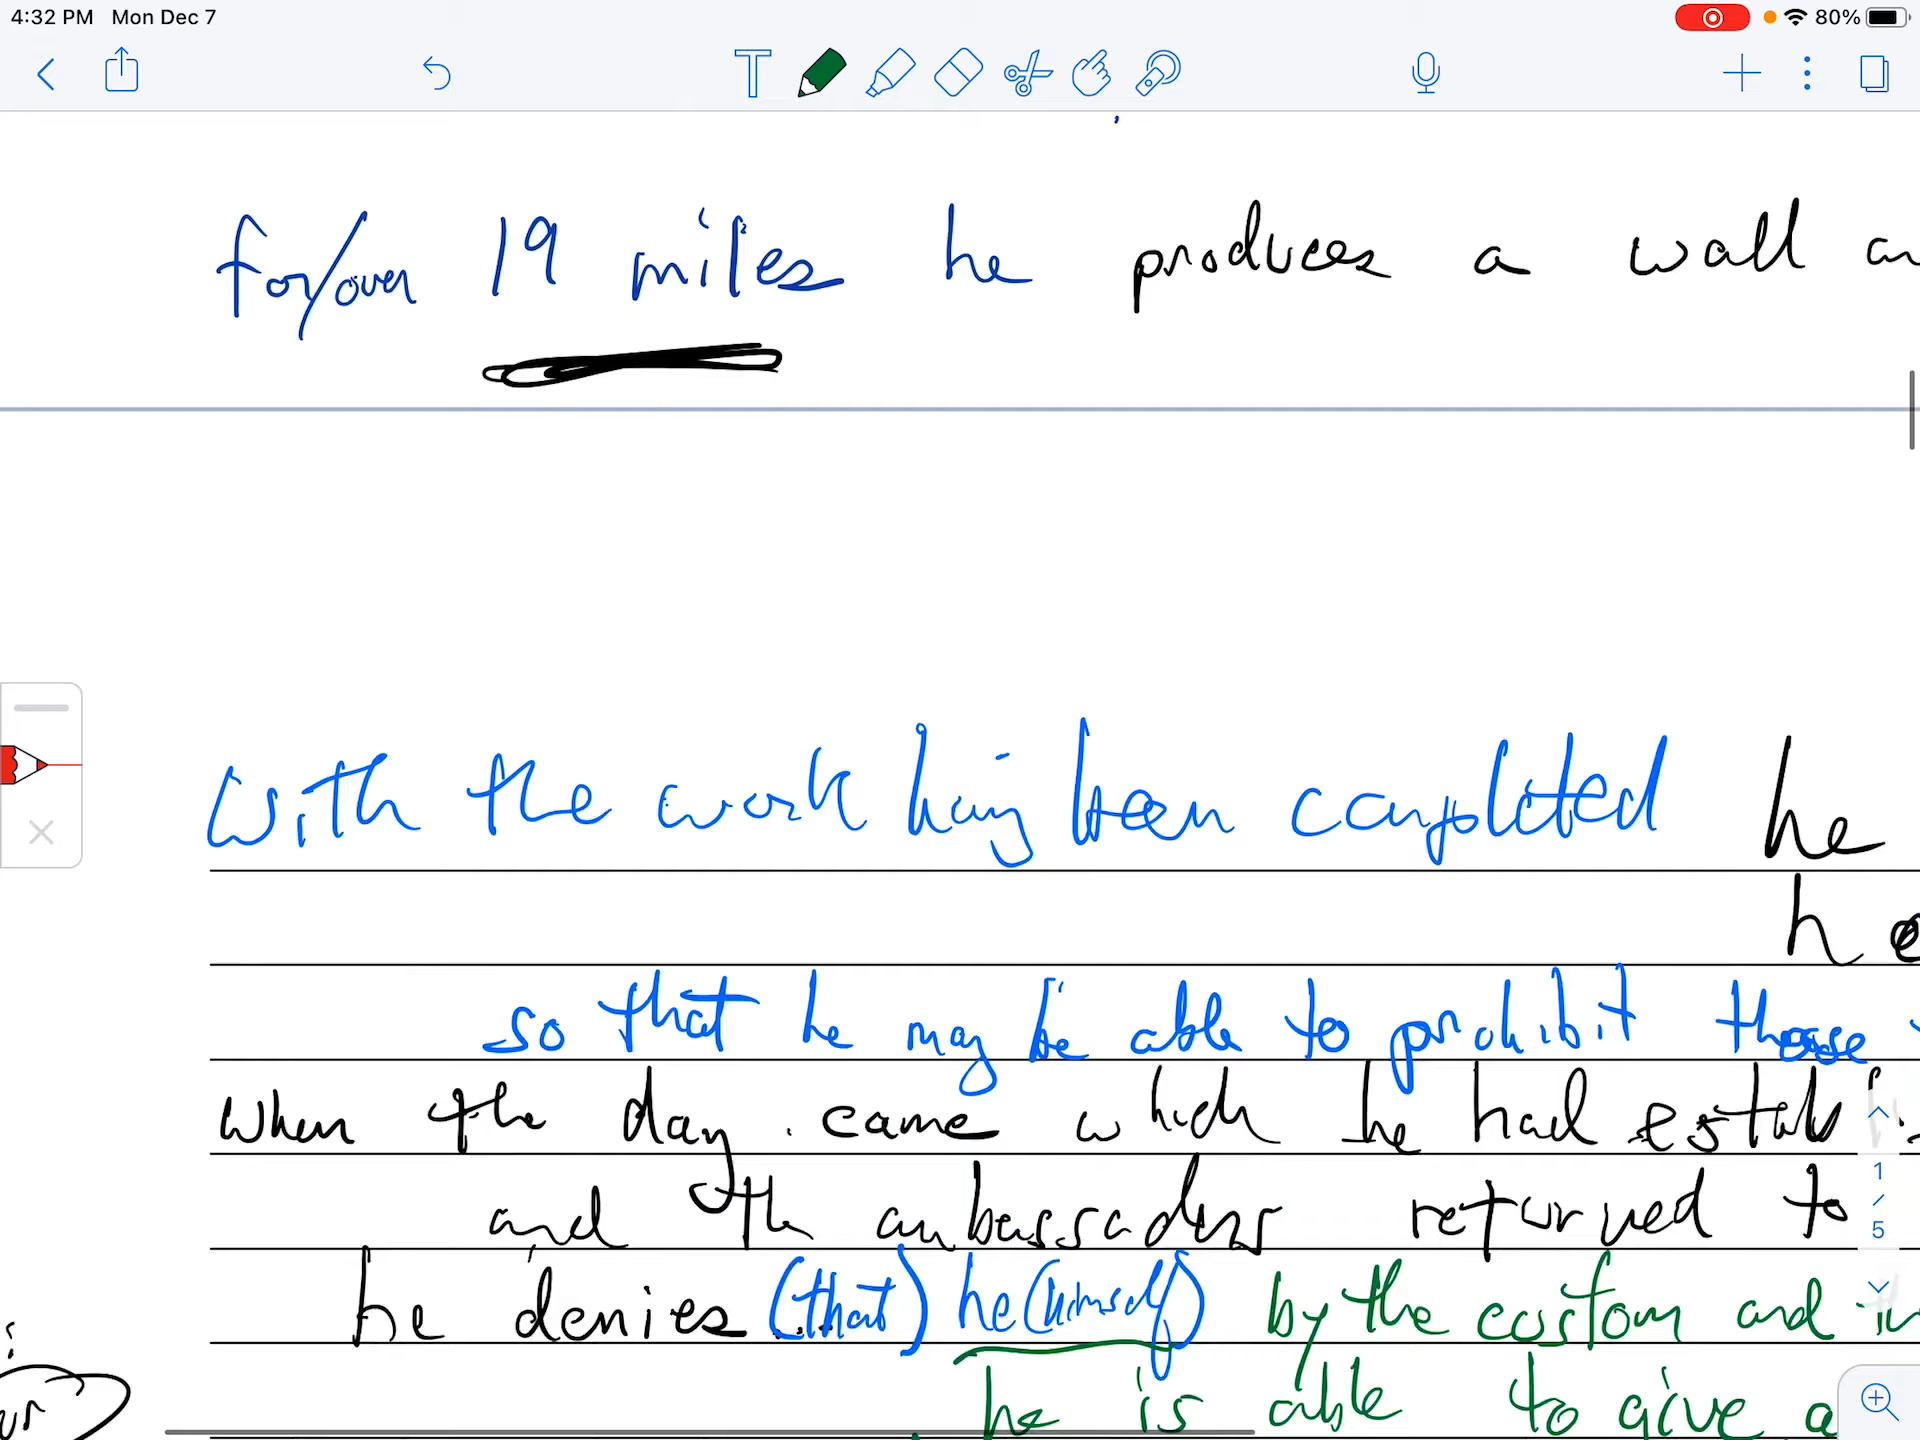 4:32 PM Mon Dec 7 80%
for/over 19 miles he produces a wall
with the work having been completed he
so that he may be able to prohibit those
when the day came which he had
and the ambassadors returned to
he denies (that) he (himself) by the custom and
he is able to give a
1
/
5